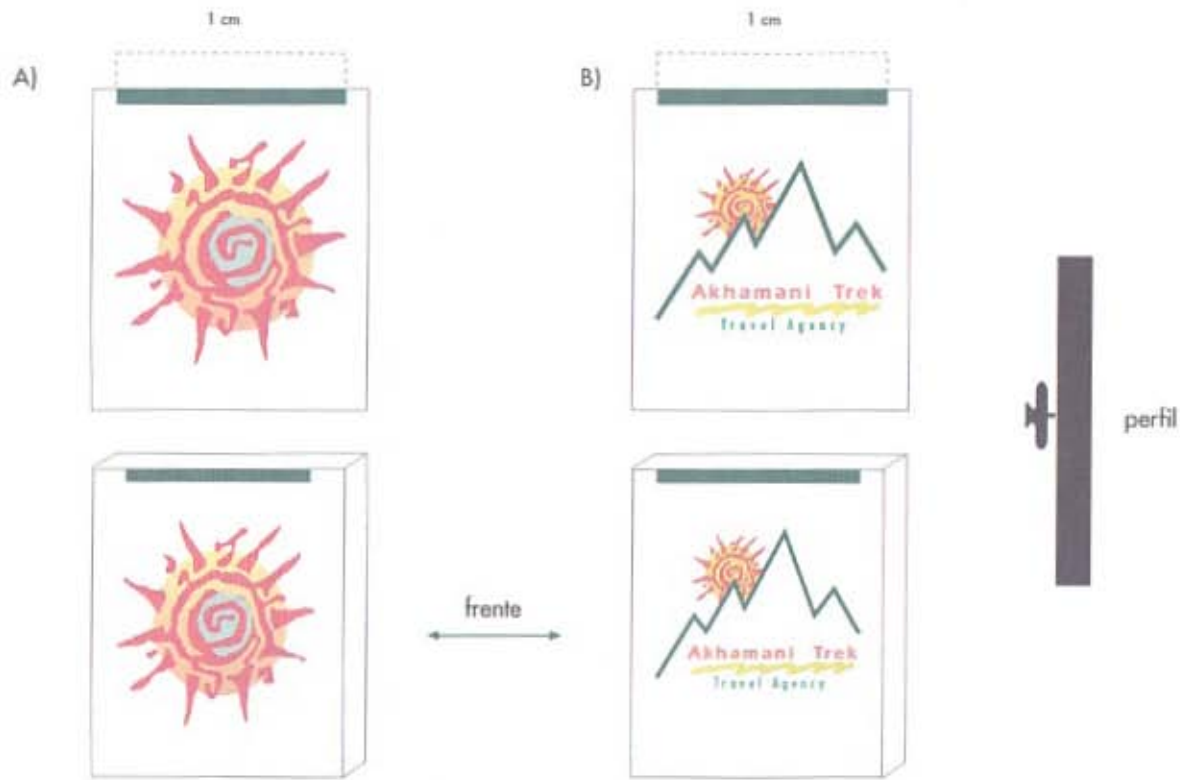 1 cm
1 cm
A)
B)
Akhamani Trek
Travel Agency
perfil
frente
Akhamani Trek
Travel Agency